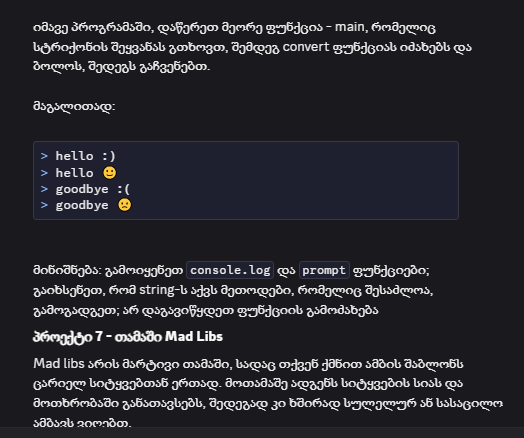 იმავე პროგრამაში, დაწერეთ მეორე ფუნქცია - main, რომელიც
სტრიქონის შეყვანას გთხოვთ, შემდეგ convert ფუნქციას იძახებს და
ბოლოს, შედეგს გაჩვენებთ.
მაგალითად:
> hello :)
> hello 🙂
> goodbye :(
> goodbye 🙁
მინიშნება: გამოიყენეთ console.log და prompt ფუნქციები;
გაიხსენეთ, რომ string-ს აქვს მეთოდები, რომელიც შესაძლოა,
გამოგადგეთ; არ დაგავიწყდეთ ფუნქციის გამოძახება
პროექტი 7 - თამაში Mad Libs
Mad libs არის მარტივი თამაში, სადაც თქვენ ქმნით ამბის შაბლონს
ცარიელ სიტყვებთან ერთად. მოთამაშე ადგენს სიტყვების სიას და
მოთხრობაში განათავსებს, შედეგად კი ხშირად სულელურ ან სასაცილო
ამბავს ვიღებთ.